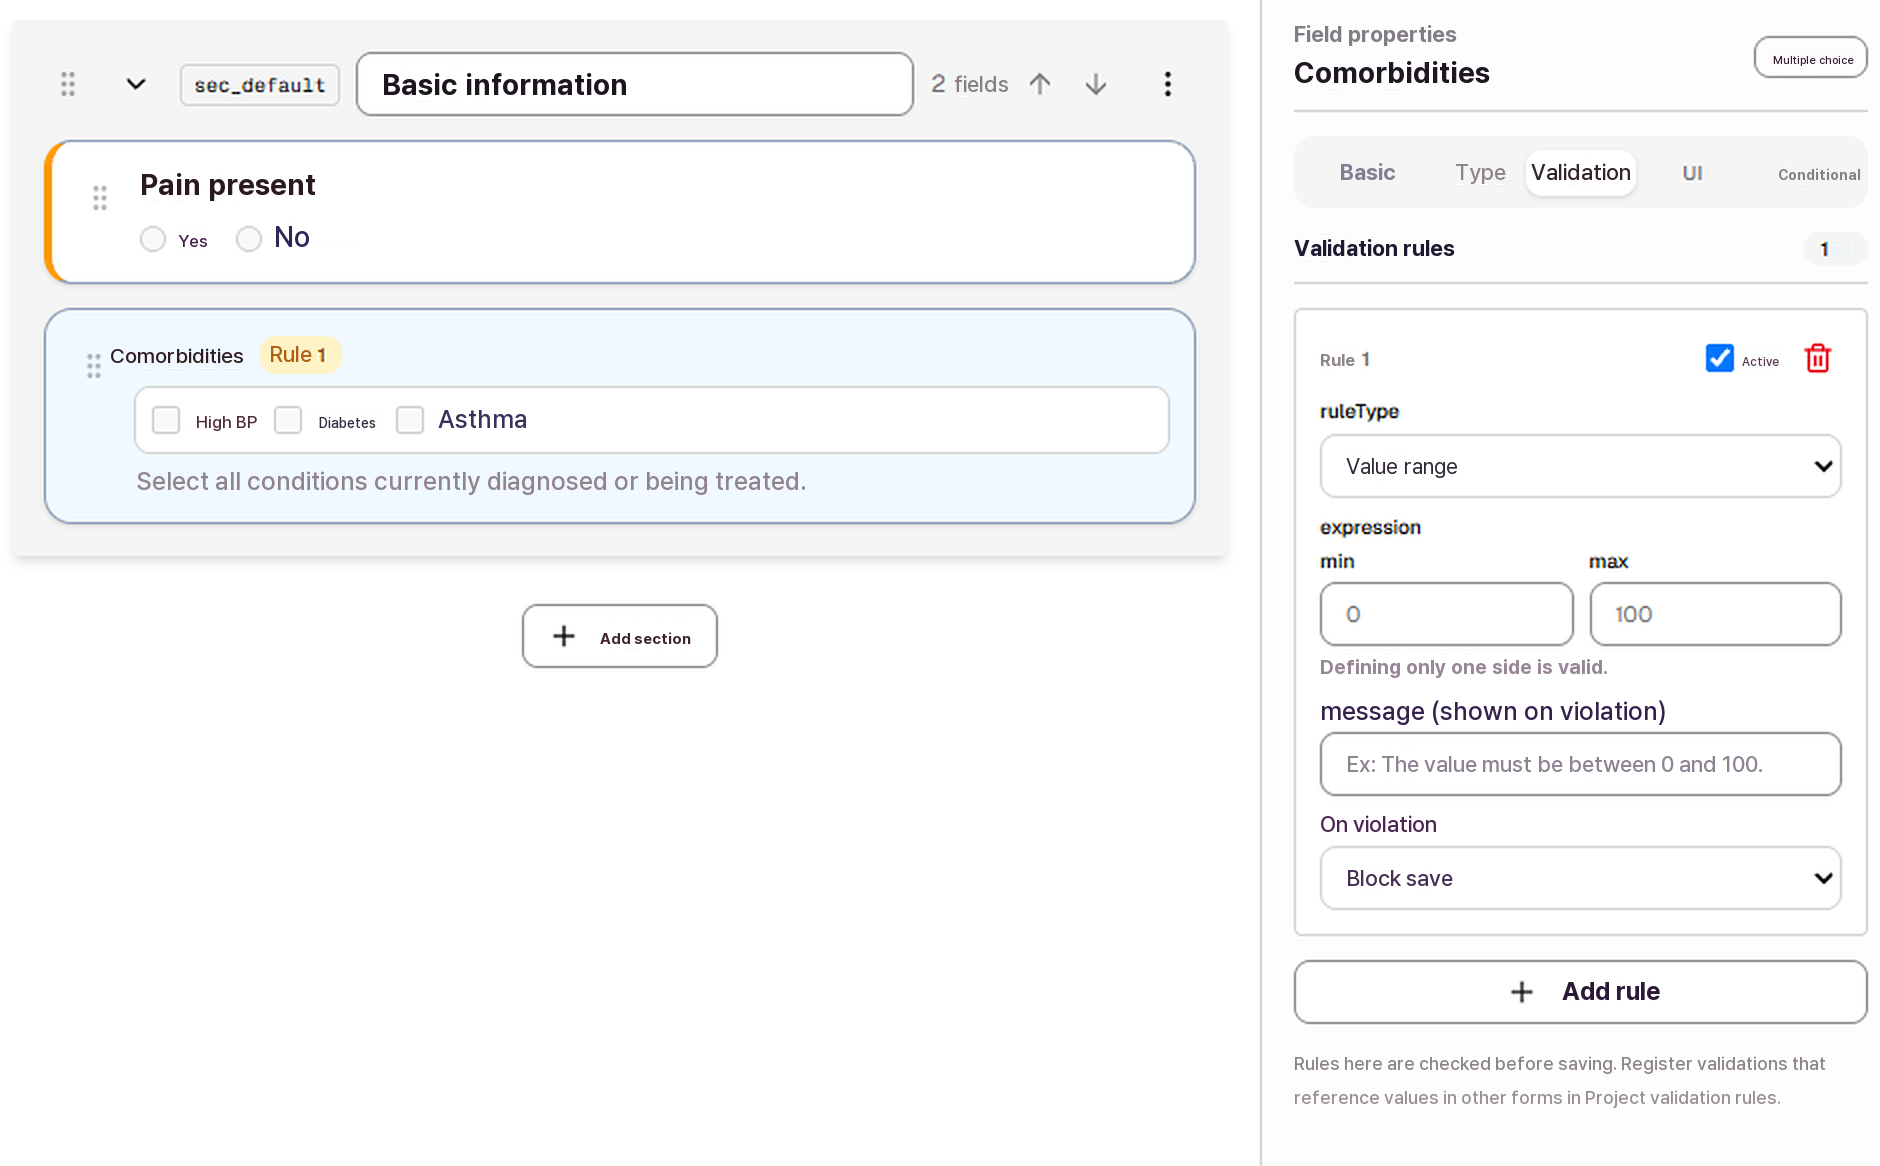 sec_default
Basic information
2 fields
Pain present
Yes
No
Comorbidities
Rule 1
High BP
Diabetes
Asthma
Select all conditions currently diagnosed or being treated.
Add section
Field properties
Comorbidities
Multiple choice
Basic
Type
Validation
UI
Conditional
Validation rules
1
Rule 1
Active
ruleType
Value range
expression
min
max
0
100
Defining only one side is valid.
message (shown on violation)
Ex: The value must be between 0 and 100.
On violation
Block save
Add rule
Rules here are checked before saving. Register validations that
reference values in other forms in Project validation rules.